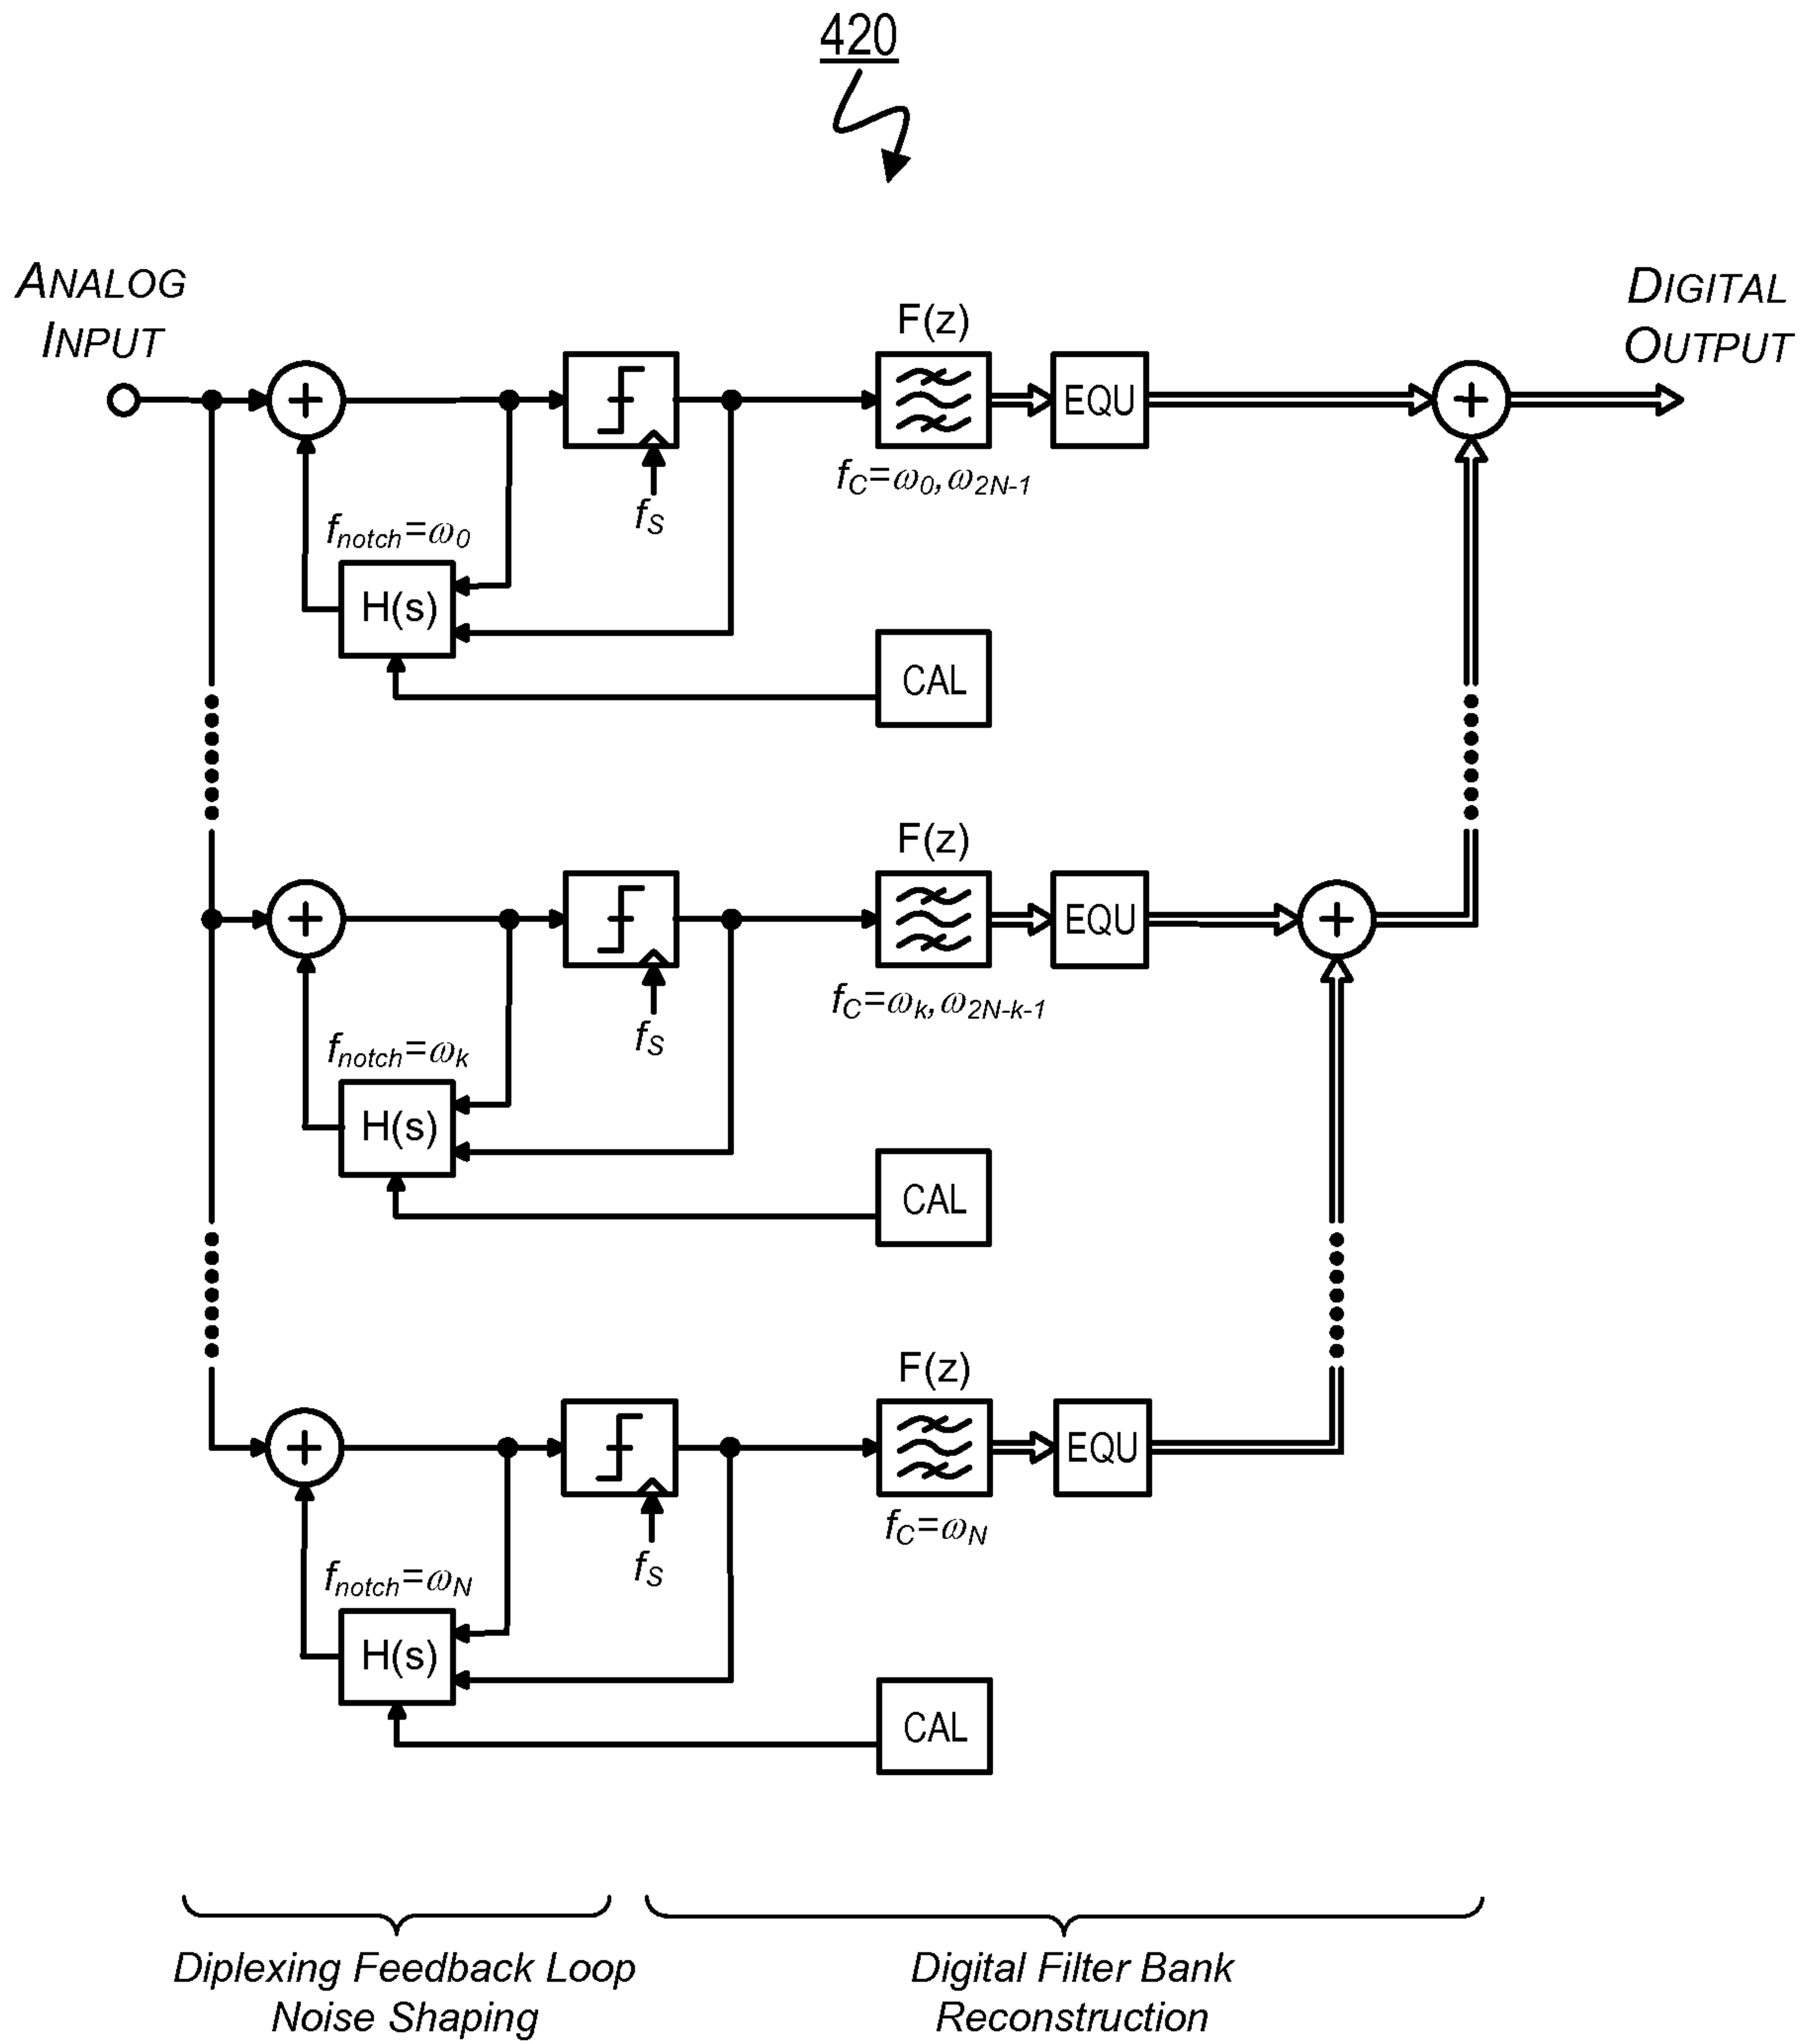 420
ANALOG
INPUT
DIGITAL
OUTPUT
+
F(z)
EQU
+
fC=ω0,ω2N-1
fS
fnotch=ω0
H(s)
CAL
+
F(z)
EQU
+
fC=ωk,ω2N-k-1
fS
fnotch=ωk
H(s)
CAL
+
F(z)
EQU
fC=ωN
fS
fnotch=ωN
H(s)
CAL
Diplexing Feedback Loop
Noise Shaping
Digital Filter Bank
Reconstruction